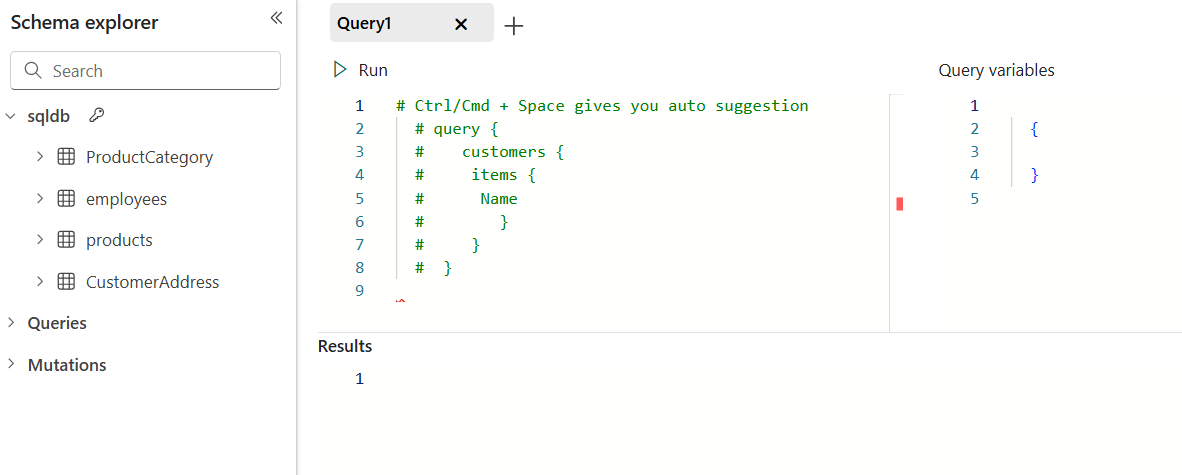 Schema explorer
Search
sqldb
ProductCategory
employees
products
CustomerAddress
Queries
Mutations
Query1
Run
Query variables
1 # Ctrl/Cmd + Space gives you auto suggestion
2 # query {
3 # customers {
4 # items {
5 # Name
6 # }
7 # }
8 # }
9
1
2 {
3
4 }
5
Results
1